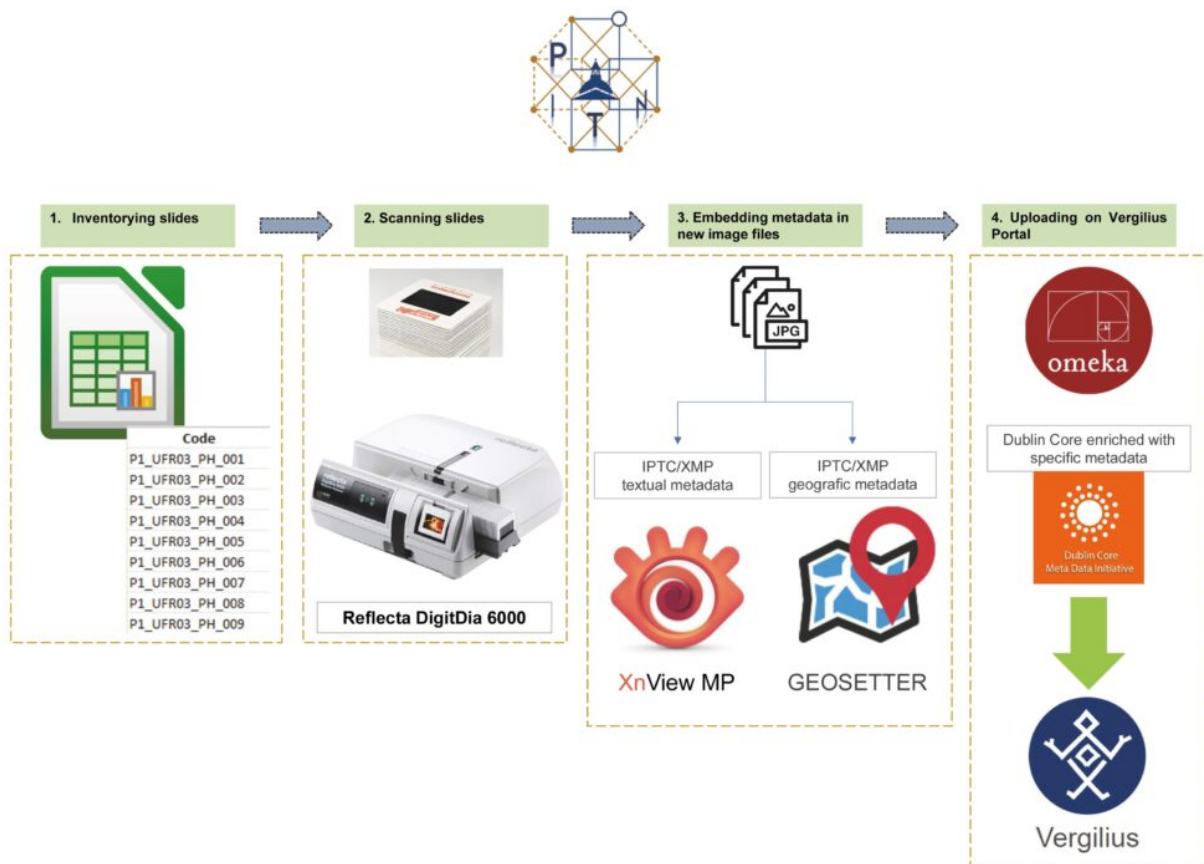 P
I
N
T
1. Inventorying slides
2. Scanning slides
3. Embedding metadata in
new image files
4. Uploading on Vergilius
Portal
Code
P1_UFR03_PH_001
P1_UFR03_PH_002
P1_UFR03_PH_003
P1_UFR03_PH_004
P1_UFR03_PH_005
P1_UFR03_PH_006
P1_UFR03_PH_007
P1_UFR03_PH_008
P1_UFR03_PH_009
reflecta
Reflecta DigitDia 6000
JPG
IPTC/XMP
textual metadata
IPTC/XMP
geografic metadata
XnView MP
GEOSETTER
omeka
Dublin Core enriched with
specific metadata
Dublin Core
Meta Data Initiative
Vergilius